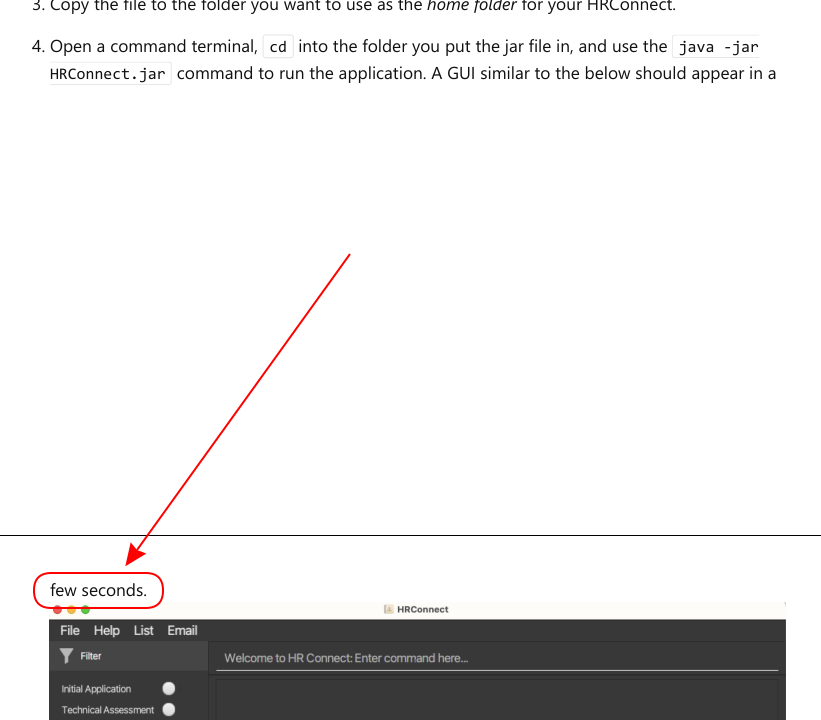 3. Copy the file to the folder you want to use as the home folder for your HRConnect.
4. Open a command terminal, cd into the folder you put the jar file in, and use the java -jar
HRConnect.jar command to run the application. A GUI similar to the below should appear in a
few seconds.
HRConnect
File Help List Email
Filter
Welcome to HR Connect: Enter command here...
Initial Application
Technical Assessment